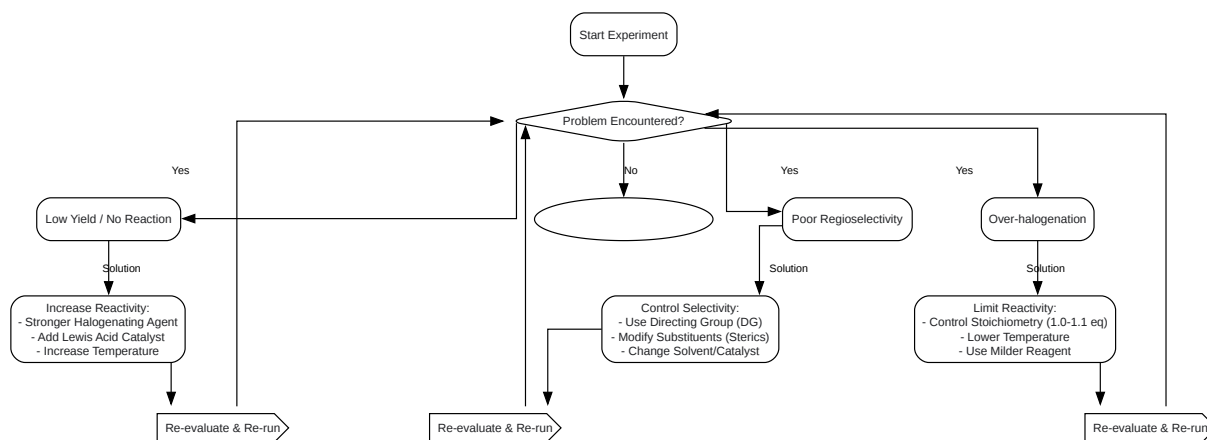 Start Experiment
Problem Encountered?
Yes
No
Yes
Yes
Low Yield / No Reaction
Poor Regioselectivity
Over-halogenation
Solution
Solution
Solution
Increase Reactivity:
- Stronger Halogenating Agent
- Add Lewis Acid Catalyst
- Increase Temperature
Control Selectivity:
- Use Directing Group (DG)
- Modify Substituents (Sterics)
- Change Solvent/Catalyst
Limit Reactivity:
- Control Stoichiometry (1.0-1.1 eq)
- Lower Temperature
- Use Milder Reagent
Re-evaluate & Re-run
Re-evaluate & Re-run
Re-evaluate & Re-run